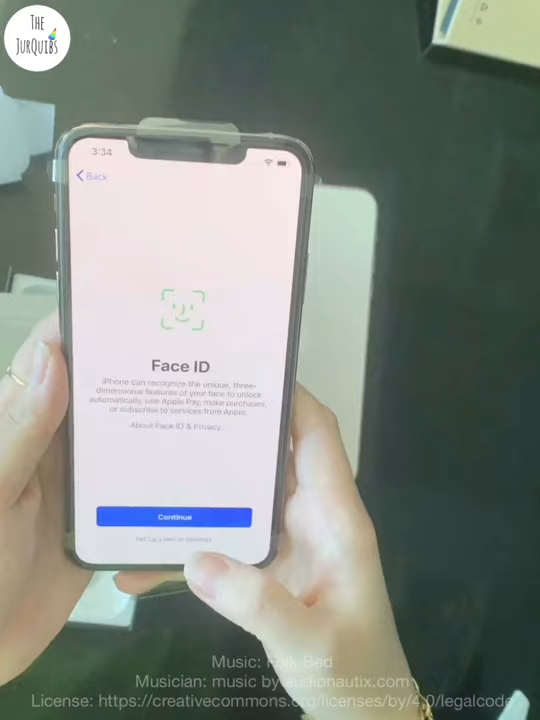 THE
JURQUIBS
3:34
Back
Face ID
iPhone can recognize the unique, three-
dimensional features of your face to unlock
automatically, use Apple Pay, make purchases,
or subscribe to services from Apple.
About Face ID & Privacy.
Continue
Set Up Later in Settings
Music: Folk Bed
Musician: music by audionautix.com
License: https://creativecommons.org/licenses/by/4.0/legalcode